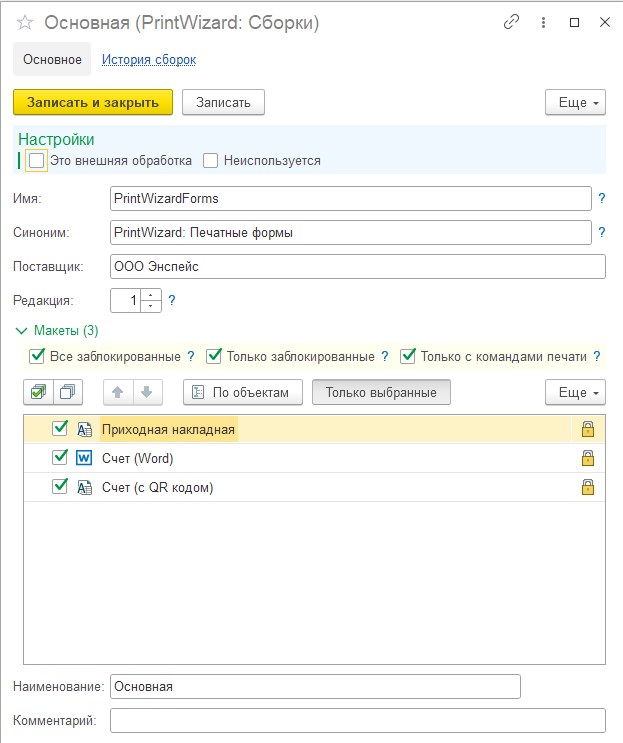 Основная (PrintWizard: Сборки)
Основное История сборок
Записать и закрыть Записать Еще
Настройки
Это внешняя обработка Неиспользуется
Имя: PrintWizardForms ?
Синоним: PrintWizard: Печатные формы ?
Поставщик: ООО Энспейс
Редакция: 1 ?
Макеты (3)
Все заблокированные ? Только заблокированные ? Только с командами печати ?
По объектам Только выбранные Еще
Приходная накладная
Счет (Word)
Счет (с QR кодом)
Наименование: Основная
Комментарий: